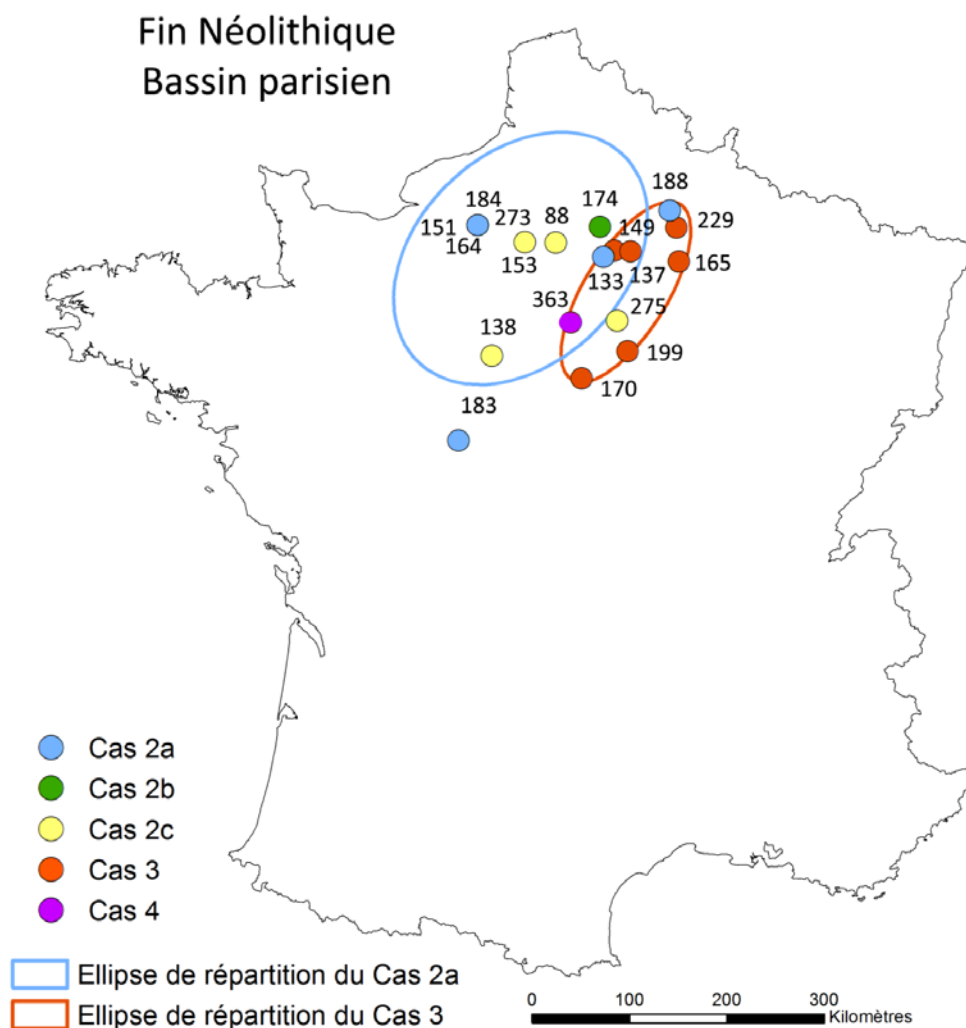 Fin Néolithique
Bassin parisien
188
184
174
273
88
151
149
229
164
153
165
133
137
363
275
138
199
170
183
Cas 2a
Cas 2b
Cas 2c
Cas 3
Cas 4
Ellipse de répartition du Cas 2a
Ellipse de répartition du Cas 3
0 100 200 300
Kilomètres